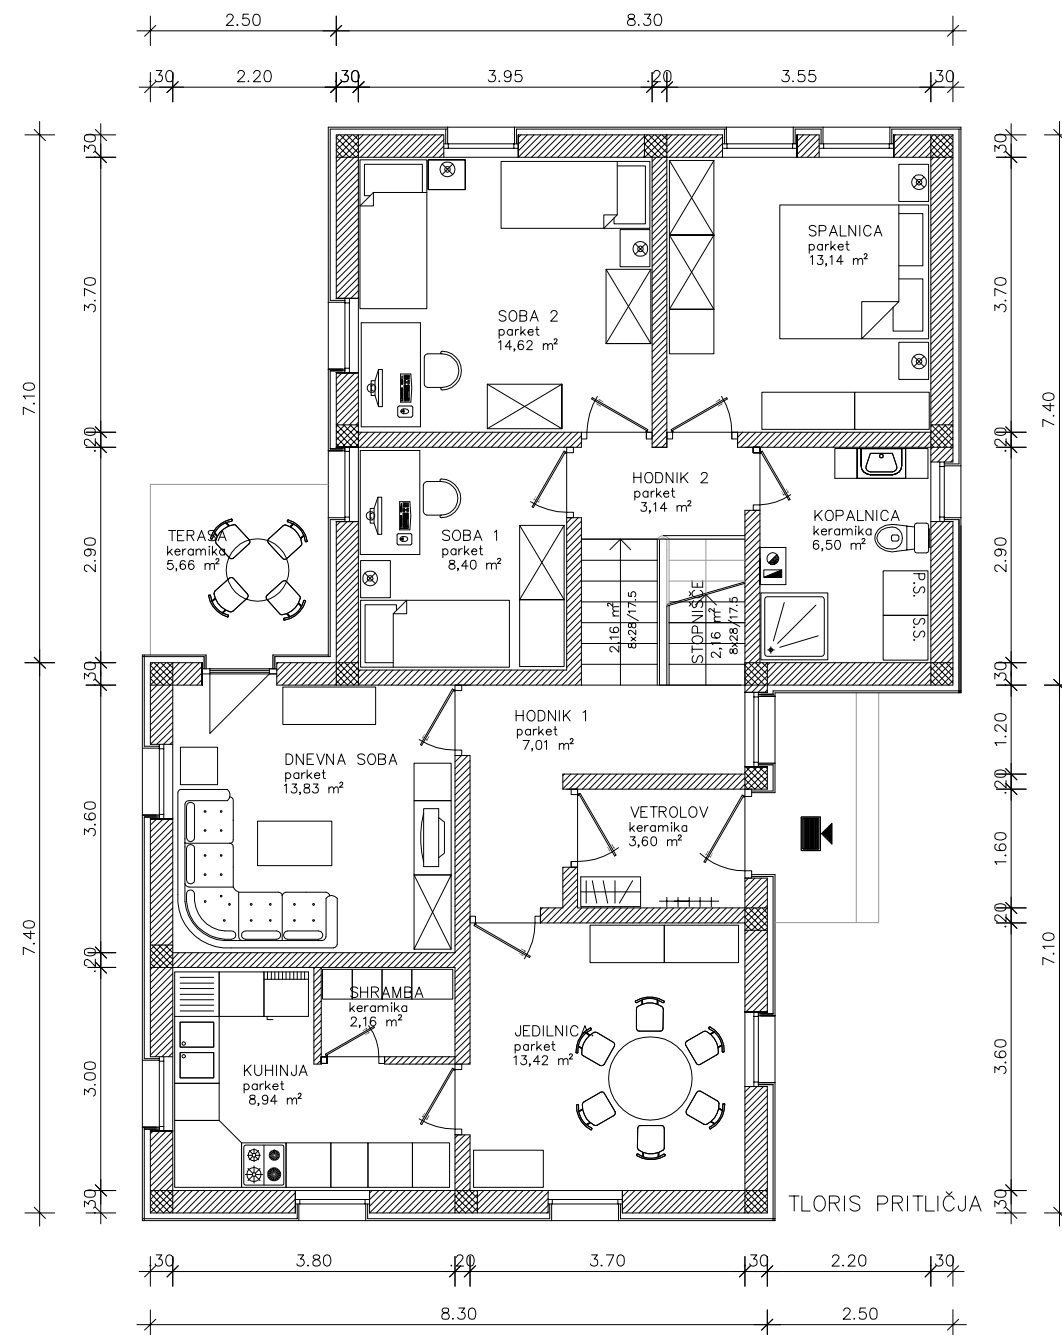 2.50 8.30
.30 2.20 .30 3.95 .20 3.55 .30
.30
3.70
.20
2.90
.30
3.60
.20
3.00
.30
7.10
7.40
.30
3.70
.20
2.90
.30
1.20
.20
1.60
.20
3.60
.30
7.40
7.10
SPALNICA
parket
13,14 m²
SOBA 2
parket
14,62 m²
HODNIK 2
parket
3,14 m²
KOPALNICA
keramika
6,50 m²
TERASA
keramika
5,66 m²
SOBA 1
parket
8,40 m²
2,16 m²
8x28/17.5
STOPNIŠČE
2,16 m²
8x28/17.5
P.S.
S.S.
HODNIK 1
parket
7,01 m²
DNEVNA SOBA
parket
13,83 m²
VETROLOV
keramika
3,60 m²
SHRAMBA
keramika
2,16 m²
JEDILNICA
parket
13,42 m²
KUHINJA
parket
8,94 m²
TLORIS PRITLIČJA
.30 3.80 .20 3.70 .30 2.20 .30
8.30 2.50